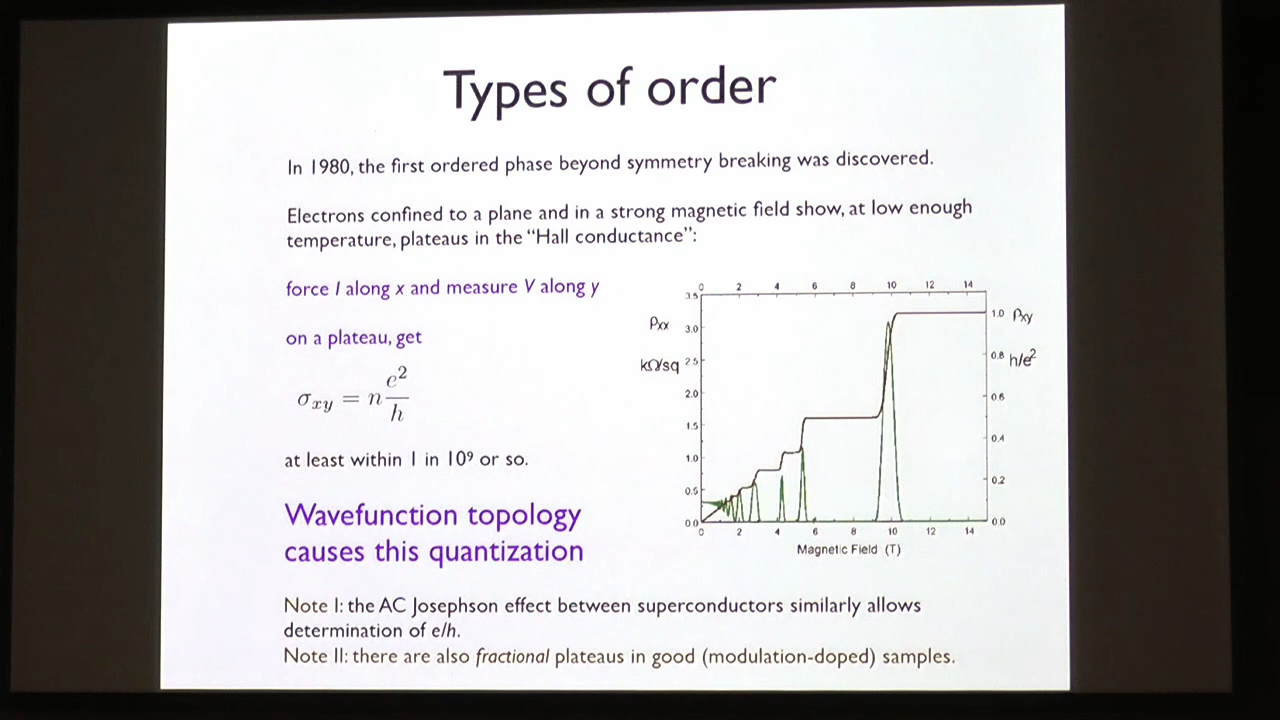 Types of order
In 1980, the first ordered phase beyond symmetry breaking was discovered.
Electrons confined to a plane and in a strong magnetic field show, at low enough
temperature, plateaus in the “Hall conductance”:
force I along x and measure V along y
on a plateau, get
σxy = n e²/h
at least within 1 in 10⁹ or so.
Wavefunction topology
causes this quantization
0 2 4 6 8 10 12 14
3.5
ρxx 3.0
kΩ/sq 2.5
2.0
1.5
1.0
0.5
0.0
1.0 ρxy
0.8 h/e²
0.6
0.4
0.2
0.0
0 2 4 6 8 10 12 14
Magnetic Field (T)
Note I: the AC Josephson effect between superconductors similarly allows
determination of e/h.
Note II: there are also fractional plateaus in good (modulation-doped) samples.